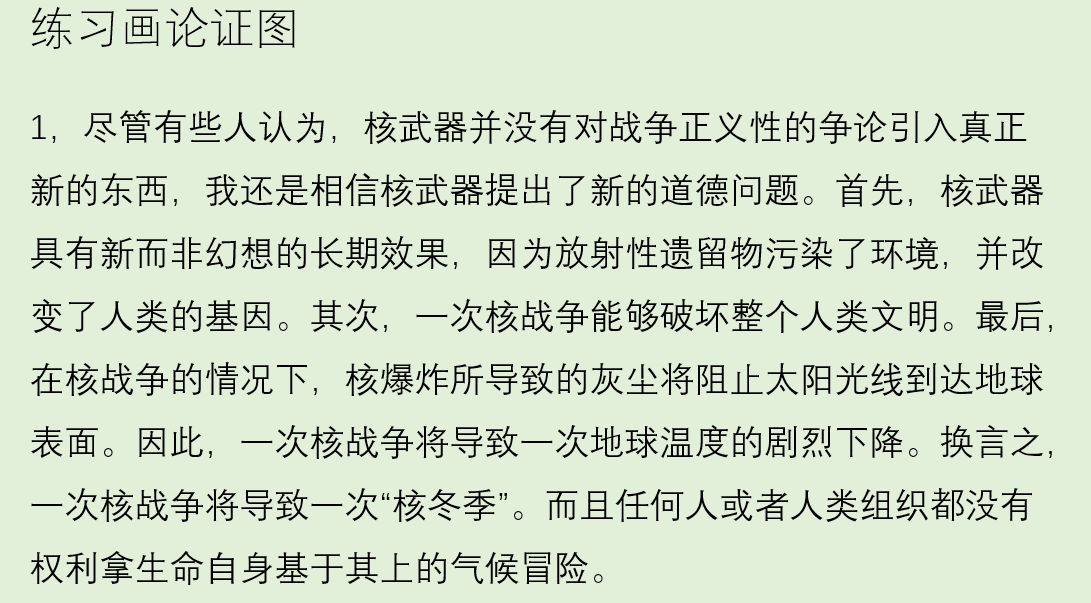 练习画论证图
1，尽管有些人认为，核武器并没有对战争正义性的争论引入真正
新的东西，我还是相信核武器提出了新的道德问题。首先，核武器
具有新而非幻想的长期效果，因为放射性遗留物污染了环境，并改
变了人类的基因。其次，一次核战争能够破坏整个人类文明。最后，
在核战争的情况下，核爆炸所导致的灰尘将阻止太阳光线到达地球
表面。因此，一次核战争将导致一次地球温度的剧烈下降。换言之，
一次核战争将导致一次“核冬季”。而且任何人或者人类组织都没有
权利拿生命自身基于其上的气候冒险。